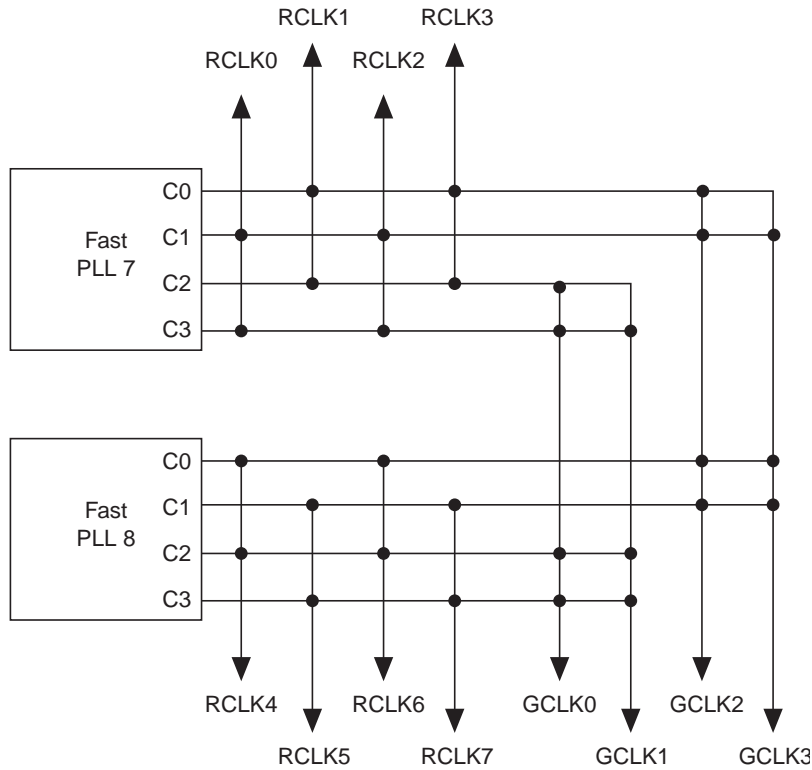 RCLK1 RCLK3
RCLK0 RCLK2
C0
Fast
PLL 7
C1
C2
C3
C0
Fast
PLL 8
C1
C2
C3
RCLK4 RCLK6 GCLK0 GCLK2
RCLK5 RCLK7 GCLK1 GCLK3